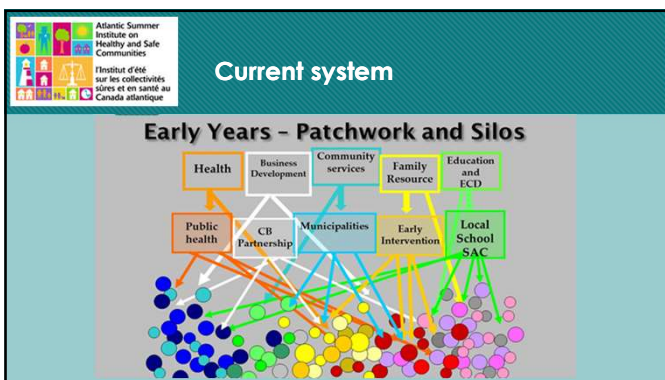 Atlantic Summer
Institute on
Healthy and Safe
Communities
l'Institut d'été
sur les collectivités
sûres et en santé au
Canada atlantique
Current system
Early Years - Patchwork and Silos
Health
Business
Development
Community
services
Family
Resource
Education
and
ECD
Public
health
CB
Partnership
Municipalities
Early
Intervention
Local
School
SAC